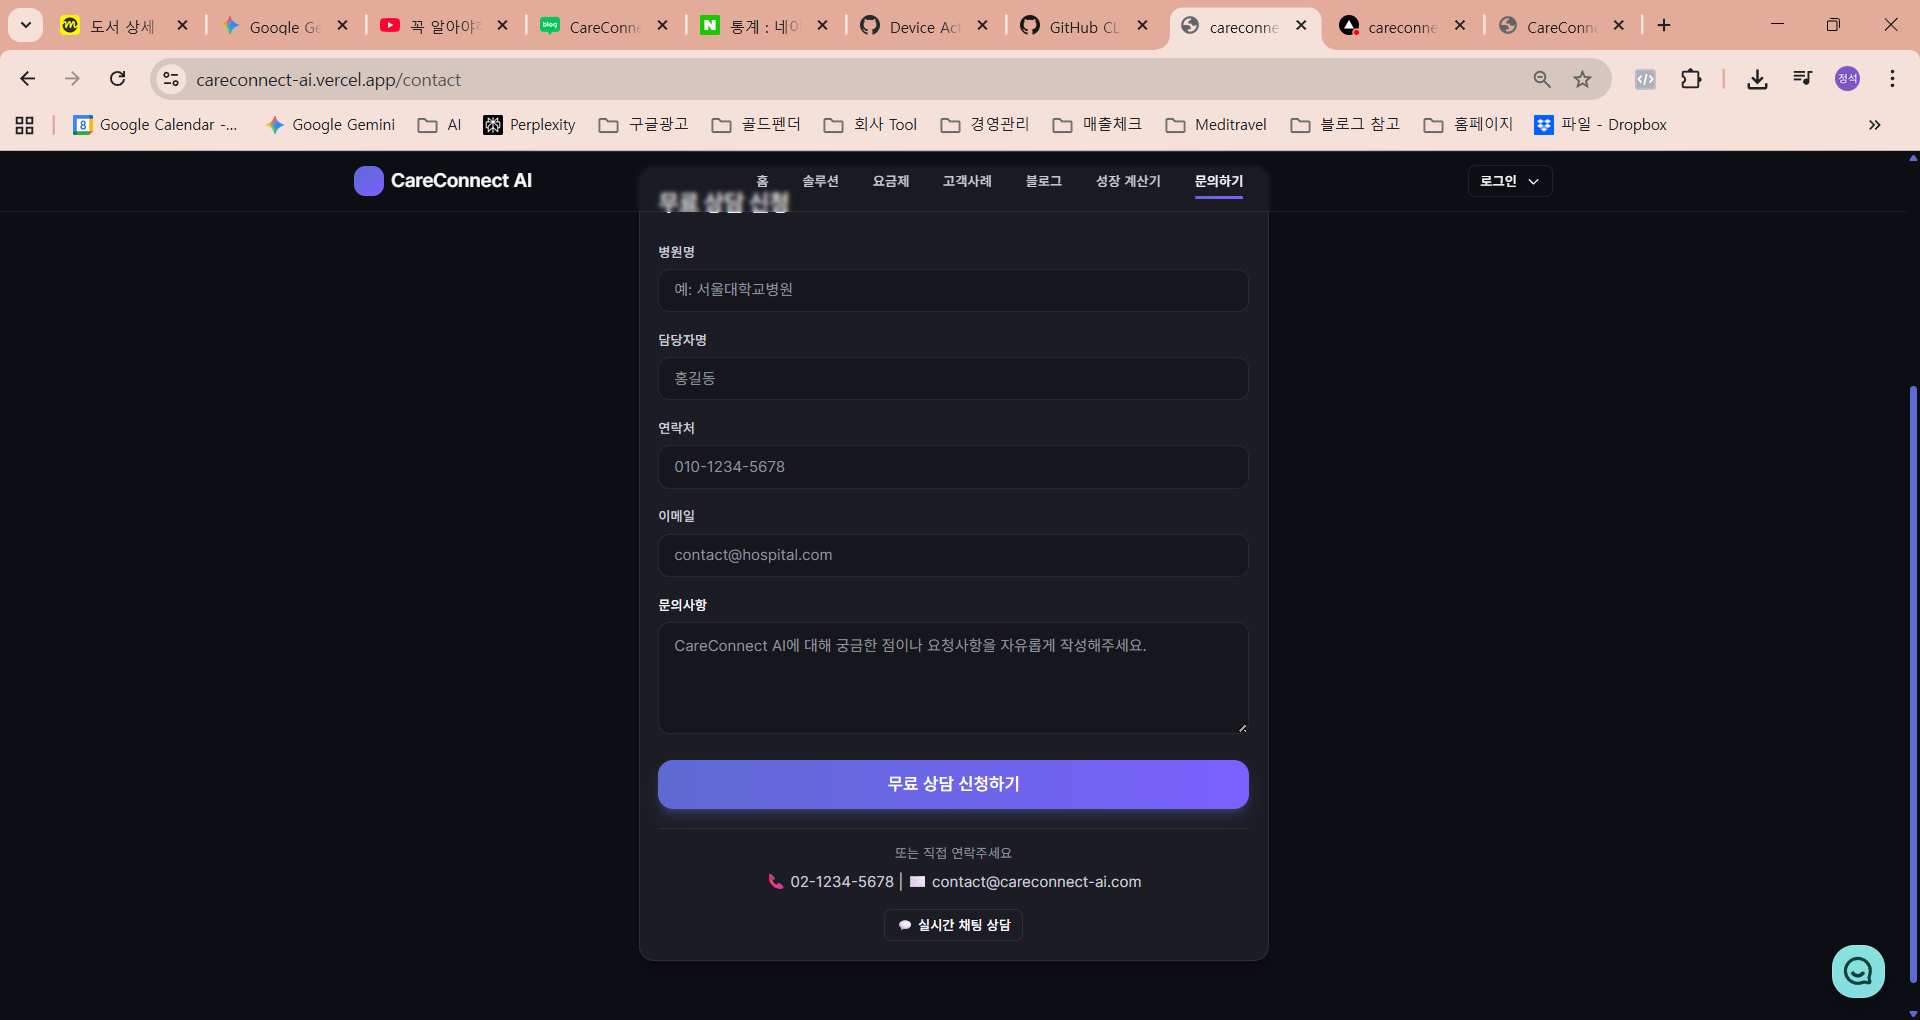 도서 상세
Google Ge
꼭 알아야
CareConne
통계 : 네이
Device Act
GitHub CL
careconne
careconne
CareConn
careconnect-ai.vercel.app/contact
정석
Google Calendar -...
Google Gemini
AI
Perplexity
구글광고
골드펜더
회사 Tool
경영관리
매출체크
Meditravel
블로그 참고
홈페이지
파일 - Dropbox
CareConnect AI
홈
솔루션
요금제
고객사례
블로그
성장 계산기
문의하기
로그인
무료 상담 신청
병원명
예: 서울대학교병원
담당자명
홍길동
연락처
010-1234-5678
이메일
contact@hospital.com
문의사항
CareConnect AI에 대해 궁금한 점이나 요청사항을 자유롭게 작성해주세요.
무료 상담 신청하기
또는 직접 연락주세요
02-1234-5678 | contact@careconnect-ai.com
실시간 채팅 상담